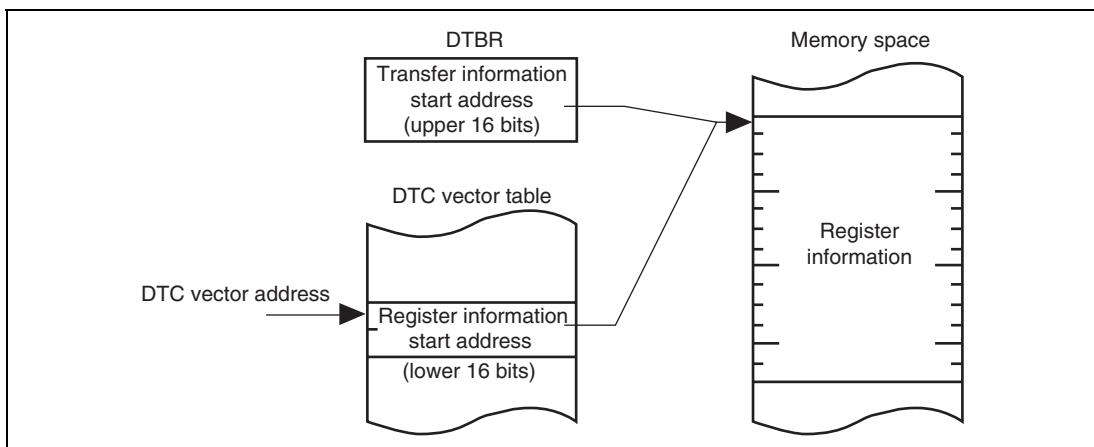 DTBR
Transfer information
start address
(upper 16 bits)
Memory space
DTC vector table
DTC vector address
Register information
start address
(lower 16 bits)
Register
information